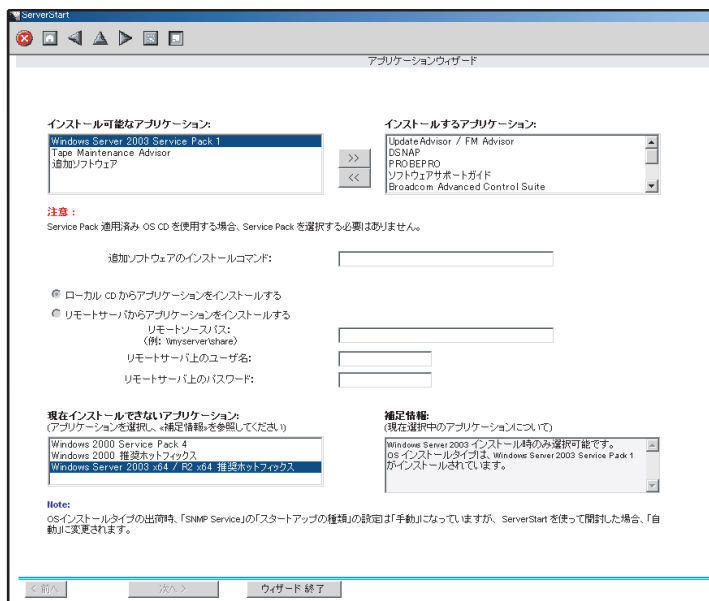 ServerStart
アプリケーションウィザード
インストール可能なアプリケーション:
Windows Server 2003 Service Pack 1
Tape Maintenance Advisor
追加ソフトウェア
>>
<<
インストールするアプリケーション:
UpdateAdvisor / FM Advisor
DSNAP
PROBEPRO
ソフトウェアサポートガイド
Broadcom Advanced Control Suite
注意：
Service Pack 適用済み OS CD を使用する場合、Service Pack を選択する必要はありません。
追加ソフトウェアのインストールコマンド:
ローカル CD からアプリケーションをインストールする
リモートサーバからアプリケーションをインストールする
リモートソースパス:
(例: \\myserver\share)
リモートサーバ上のユーザ名:
リモートサーバ上のパスワード:
現在インストールできないアプリケーション:
(アプリケーションを選択し、«補足情報»を参照してください)
Windows 2000 Service Pack 4
Windows 2000 推奨ホットフィックス
Windows Server 2003 x64 / R2 x64 推奨ホットフィックス
補足情報:
(現在選択中のアプリケーションについて)
Windows Server 2003 インストール時のみ選択可能です。
OS インストールタイプは、Windows Server 2003 Service Pack 1
がインストールされています。
Note:
OSインストールタイプの出荷時、「SNMP Service」の「スタートアップの種類」の設定は「手動」になっていますが、ServerStart を使って開封した場合、「自
動」に変更されます。
< 前へ
次へ >
ウィザード 終了